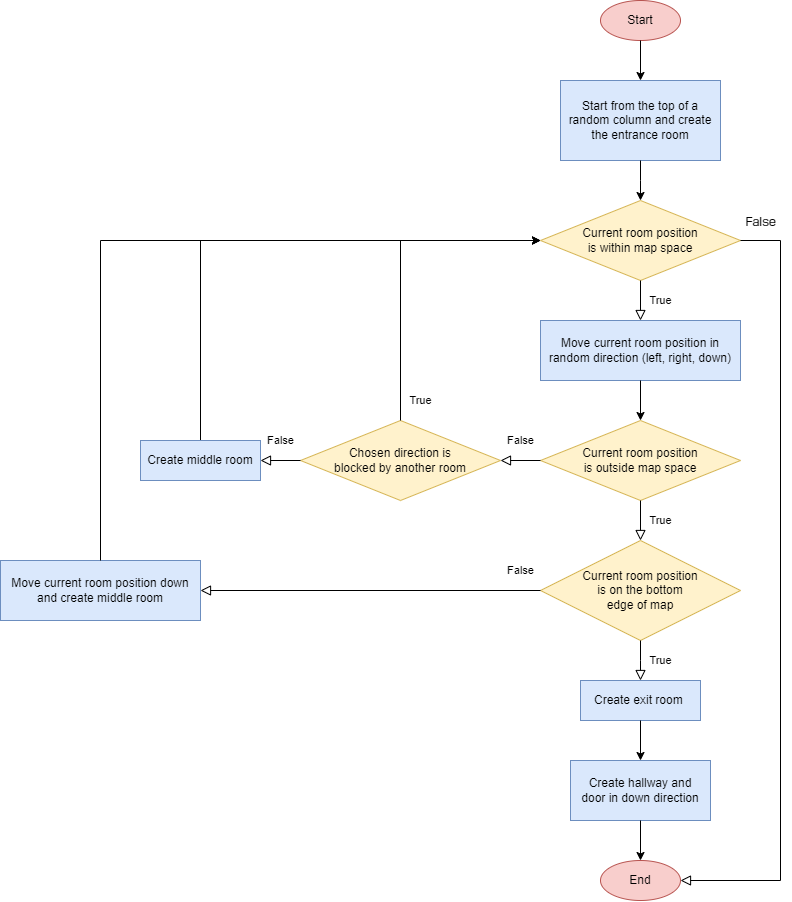 Start
Start from the top of a
random column and create
the entrance room
False
Current room position
is within map space
True
Move current room position in
random direction (left, right, down)
True
False
Chosen direction is
blocked by another room
False
Current room position
is outside map space
Create middle room
True
False
Move current room position down
and create middle room
Current room position
is on the bottom
edge of map
True
Create exit room
Create hallway and
door in down direction
End